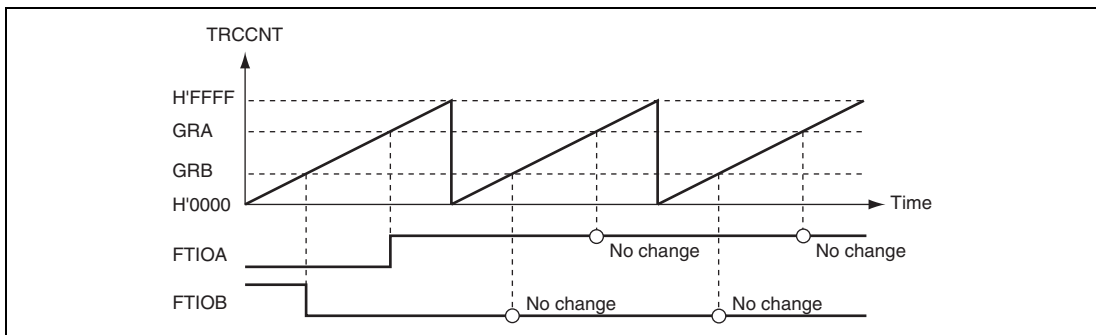 TRCCNT
H'FFFF
GRA
GRB
H'0000
Time
FTIOA
No change
No change
FTIOB
No change
No change